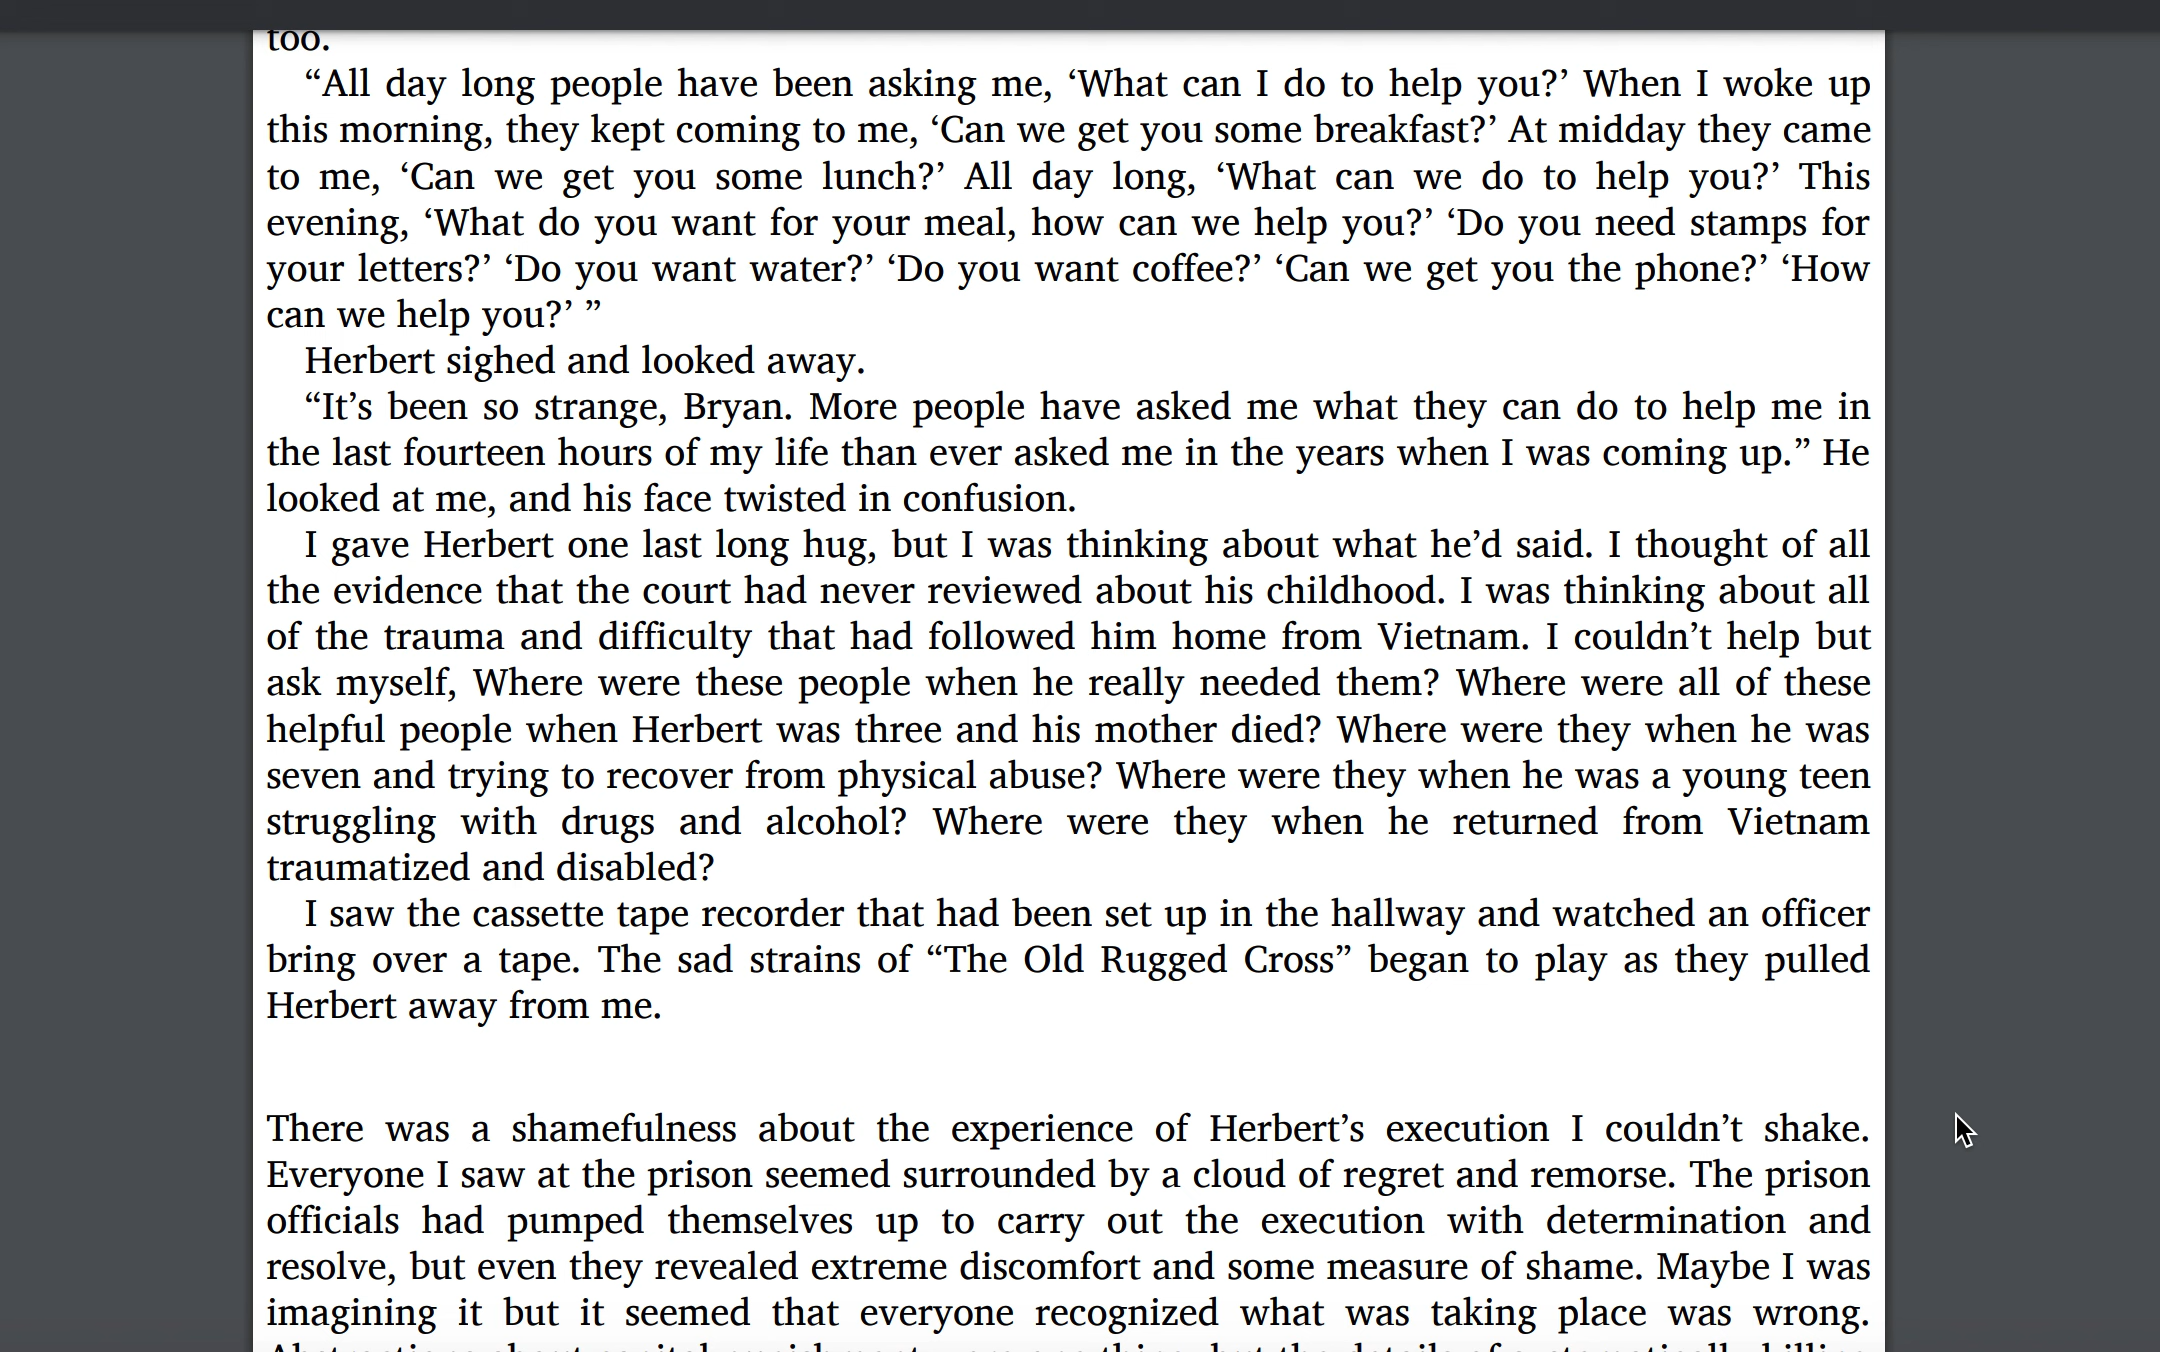 too.
“All day long people have been asking me, ‘What can I do to help you?’ When I woke up
this morning, they kept coming to me, ‘Can we get you some breakfast?’ At midday they came
to me, ‘Can we get you some lunch?’ All day long, ‘What can we do to help you?’ This
evening, ‘What do you want for your meal, how can we help you?’ ‘Do you need stamps for
your letters?’ ‘Do you want water?’ ‘Do you want coffee?’ ‘Can we get you the phone?’ ‘How
can we help you?’ ”
Herbert sighed and looked away.
“It’s been so strange, Bryan. More people have asked me what they can do to help me in
the last fourteen hours of my life than ever asked me in the years when I was coming up.” He
looked at me, and his face twisted in confusion.
I gave Herbert one last long hug, but I was thinking about what he’d said. I thought of all
the evidence that the court had never reviewed about his childhood. I was thinking about all
of the trauma and difficulty that had followed him home from Vietnam. I couldn’t help but
ask myself, Where were these people when he really needed them? Where were all of these
helpful people when Herbert was three and his mother died? Where were they when he was
seven and trying to recover from physical abuse? Where were they when he was a young teen
struggling with drugs and alcohol? Where were they when he returned from Vietnam
traumatized and disabled?
I saw the cassette tape recorder that had been set up in the hallway and watched an officer
bring over a tape. The sad strains of “The Old Rugged Cross” began to play as they pulled
Herbert away from me.
There was a shamefulness about the experience of Herbert’s execution I couldn’t shake.
Everyone I saw at the prison seemed surrounded by a cloud of regret and remorse. The prison
officials had pumped themselves up to carry out the execution with determination and
resolve, but even they revealed extreme discomfort and some measure of shame. Maybe I was
imagining it but it seemed that everyone recognized what was taking place was wrong.